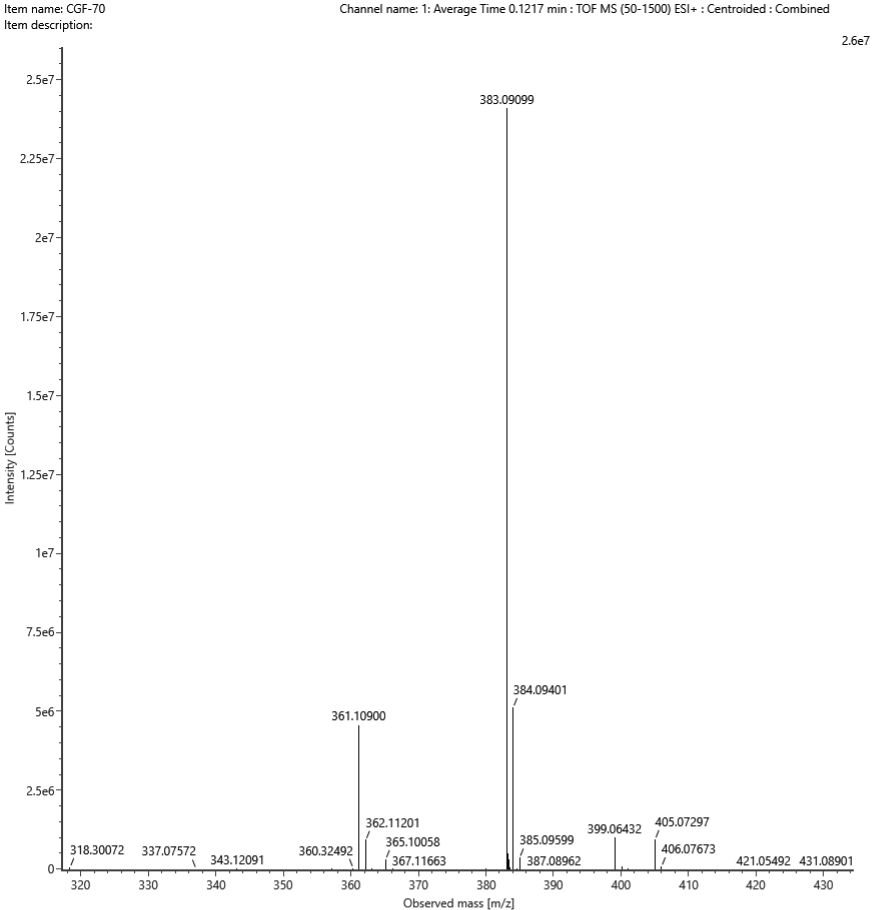 Item name: CGF-70
Channel name: 1: Average Time 0.1217 min : TOF MS (50-1500) ESI+ : Centroided : Combined
Item description:
2.6e7
2.5e7
2.25e7
2e7
1.75e7
1.5e7
1.25e7
1e7
7.5e6
5e6
2.5e6
0
Intensity [Counts]
383.09099
384.09401
361.10900
362.11201
365.10058
367.11663
360.32492
318.30072
337.07572
343.12091
385.09599
387.08962
399.06432
405.07297
406.07673
421.05492
431.08901
320
330
340
350
360
370
380
390
400
410
420
430
Observed mass [m/z]